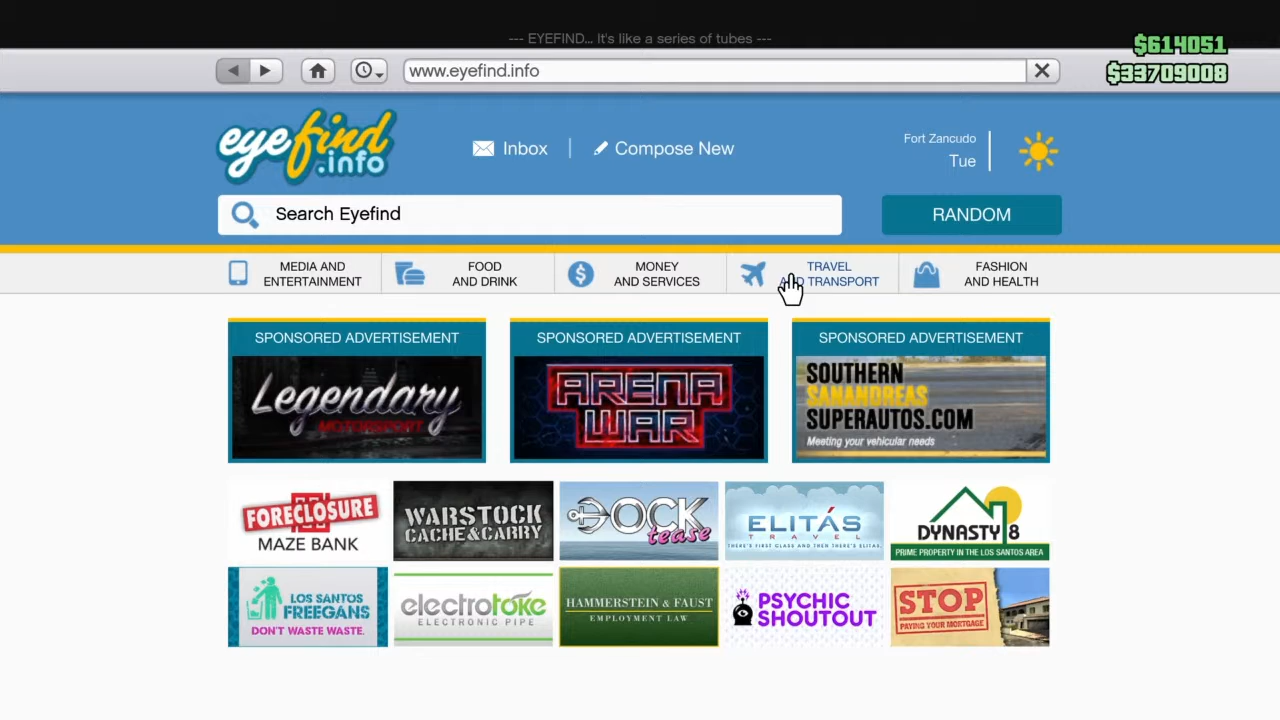 --- EYEFIND... It's like a series of tubes ---
$614051
$33709008
www.eyefind.info
eyefind
.info
Inbox
Compose New
Fort Zancudo
Tue
Search Eyefind
RANDOM
MEDIA AND
ENTERTAINMENT
FOOD
AND DRINK
MONEY
AND SERVICES
TRAVEL
AND TRANSPORT
FASHION
AND HEALTH
SPONSORED ADVERTISEMENT
Legendary
MOTORSPORT
SPONSORED ADVERTISEMENT
ARENA
WAR
SPONSORED ADVERTISEMENT
SOUTHERN
SANANDREAS
SUPERAUTOS.COM
Meeting your vehicular needs
FORECLOSURE
MAZE BANK
WARSTOCK
CACHE&CARRY
DOCK
tease
ELITÁS
TRAVEL
THERE'S FIRST CLASS AND THEN THERE'S ELITAS.
DYNASTY 8
PRIME PROPERTY IN THE LOS SANTOS AREA
LOS SANTOS
FREEGANS
DON'T WASTE WASTE.
electrotoke
ELECTRONIC PIPE
HAMMERSTEIN & FAUST
EMPLOYMENT LAW
PSYCHIC
SHOUTOUT
STOP
PAYING YOUR MORTGAGE